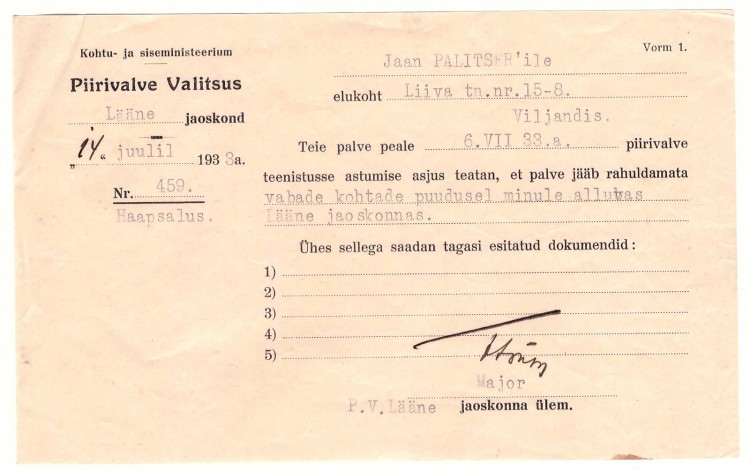 Kohtu- ja siseministeerium
Piirivalve Valitsus
Lääne jaoskond
„14“ juulil 1933a.
Nr. 459.
Haapsalus.
Vorm 1.
Jaan PALITSER'ile
elukoht Liiva tn.nr.15-8.
Viljandis.
Teie palve peale 6.VII 33.a. piirivalve
teenistusse astumise asjus teatan, et palve jääb rahuldamata
vabade kohtade puudusel minule alluvas
Lääne jaoskonnas.
Ühes sellega saadan tagasi esitatud dokumendid:
1)
2)
3)
4)
5)
Major
P.V.Lääne jaoskonna ülem.